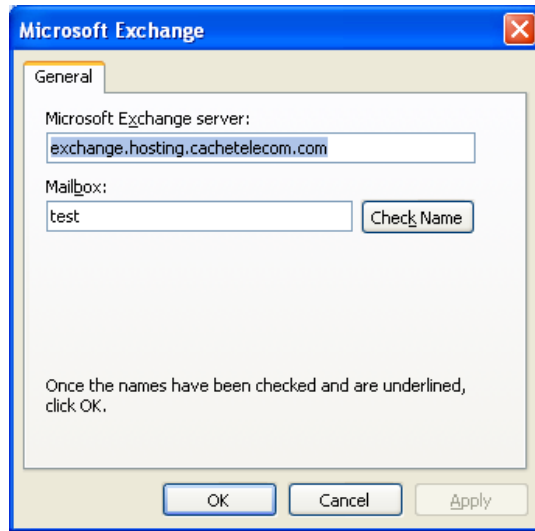 Microsoft Exchange
General
Microsoft Exchange server:
exchange.hosting.cachetelecom.com
Mailbox:
test
Check Name
Once the names have been checked and are underlined,
click OK.
OK Cancel Apply